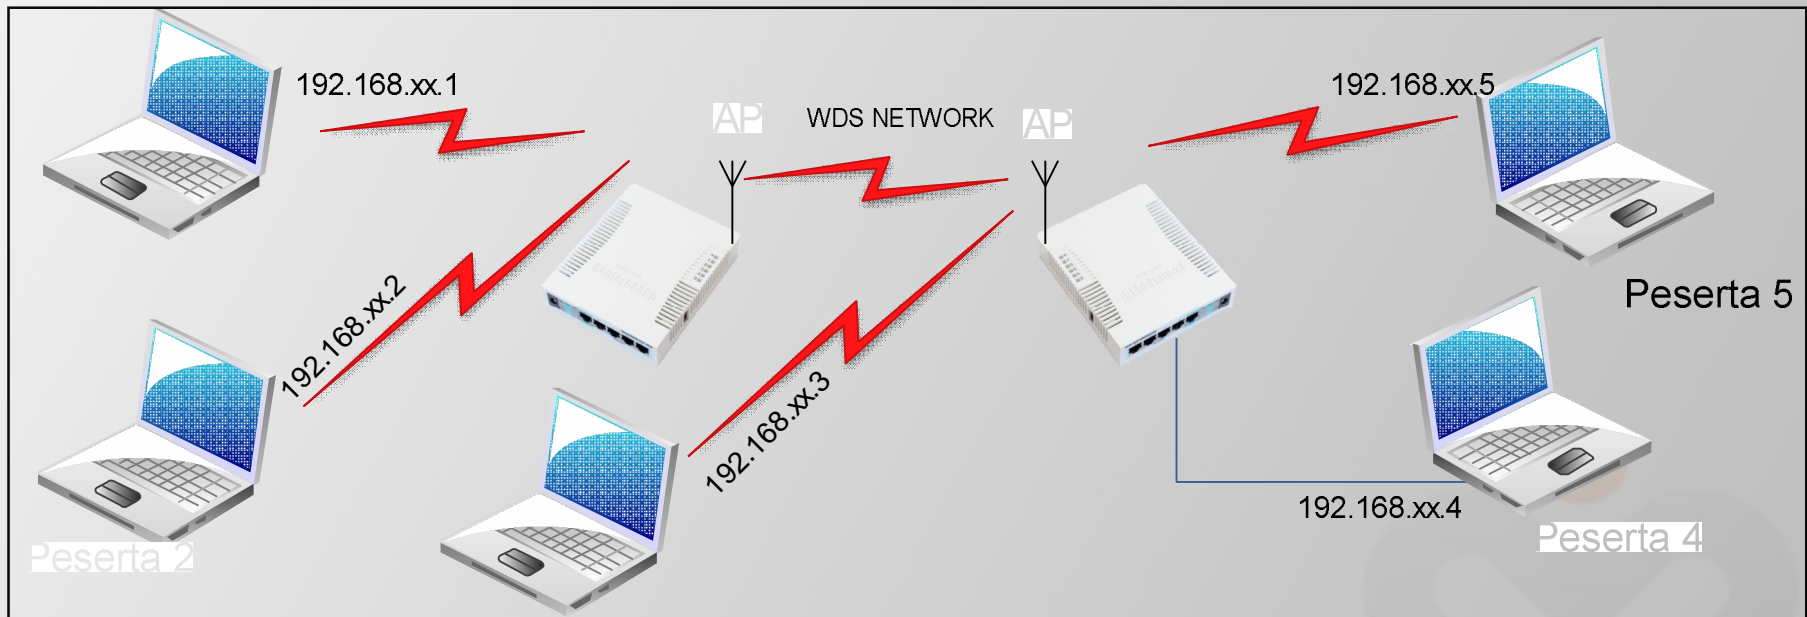 192.168.xx.1
AP
WDS NETWORK
AP
192.168.xx.5
192.168.xx.2
Peserta 5
192.168.xx.3
192.168.xx.4
Peserta 2
Peserta 4